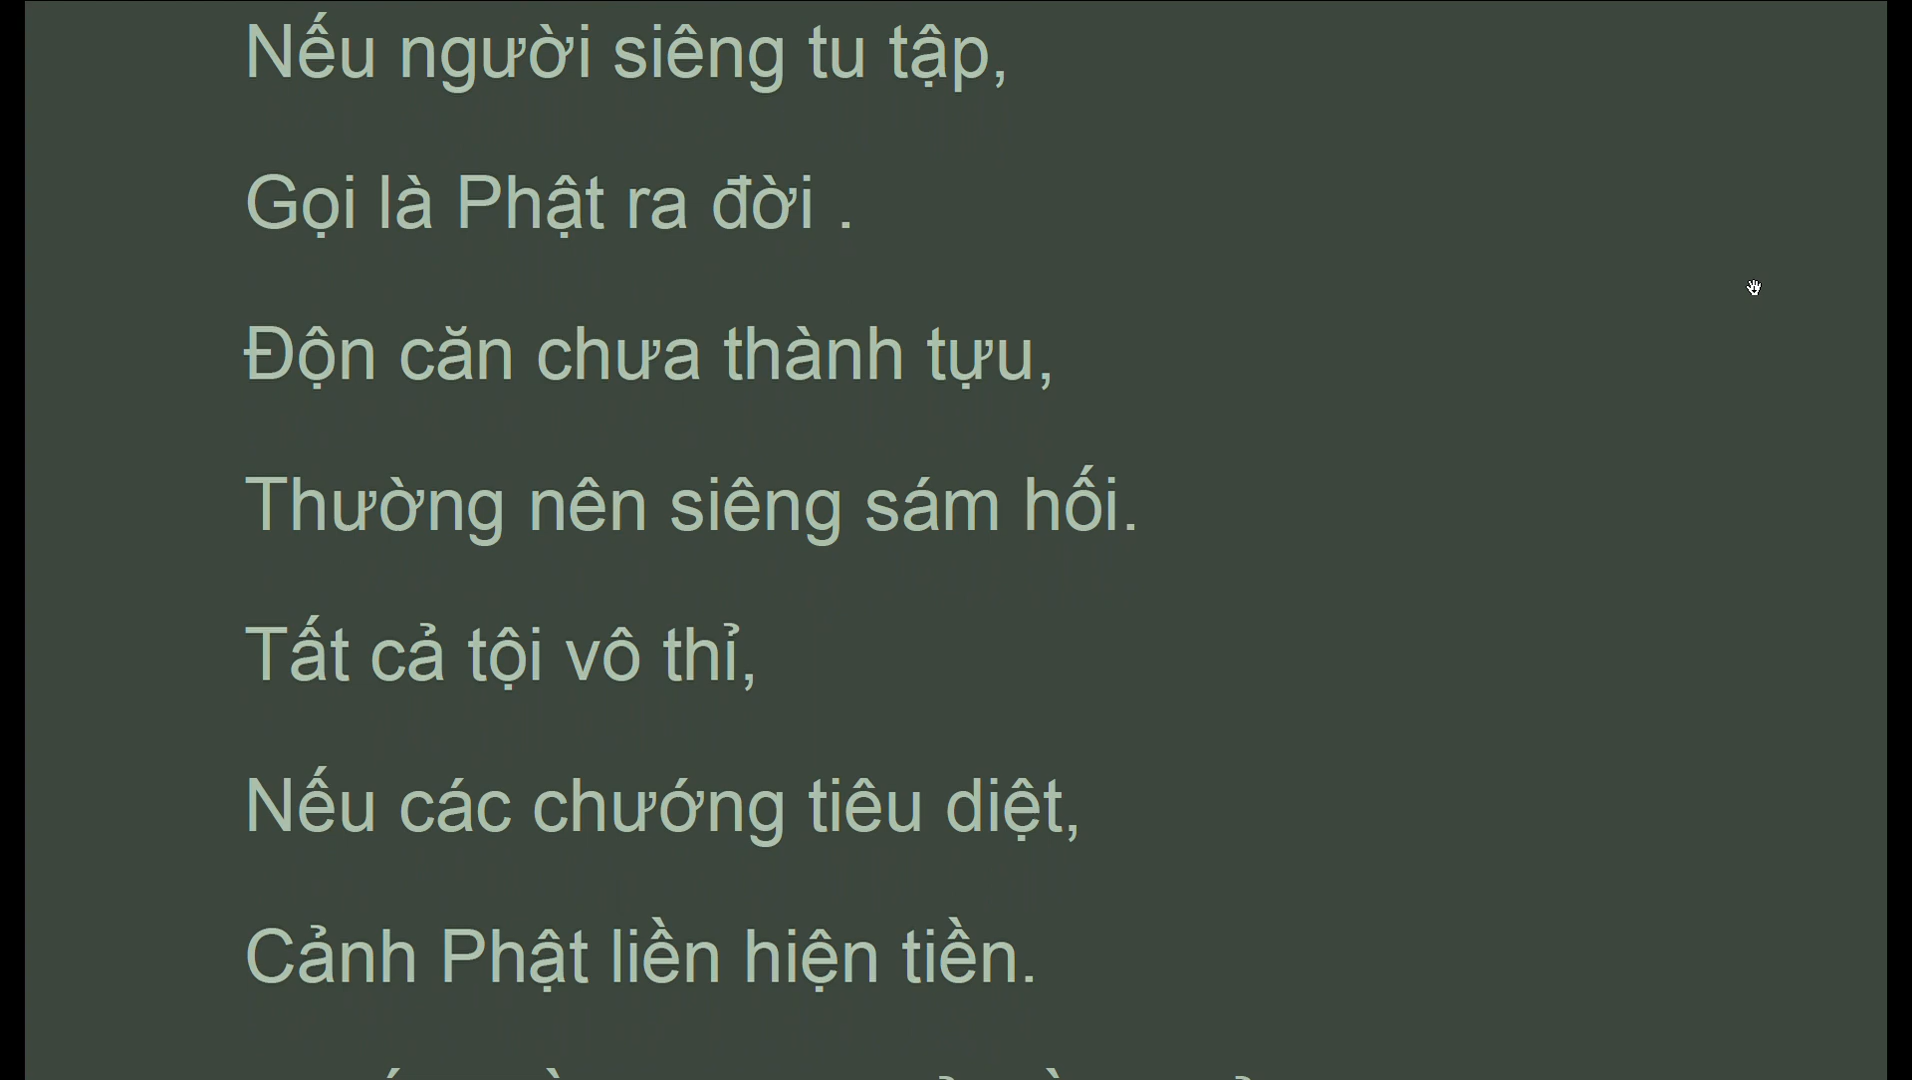 Nếu người siêng tu tập,
Gọi là Phật ra đời .
Độn căn chưa thành tựu,
Thường nên siêng sám hối.
Tất cả tội vô thỉ,
Nếu các chướng tiêu diệt,
Cảnh Phật liền hiện tiền.